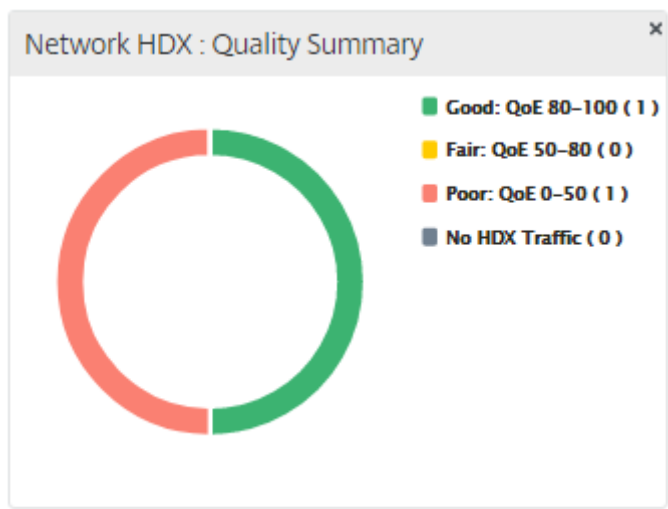 Network HDX : Quality Summary
Good: QoE 80–100 ( 1 )
Fair: QoE 50–80 ( 0 )
Poor: QoE 0–50 ( 1 )
No HDX Traffic ( 0 )